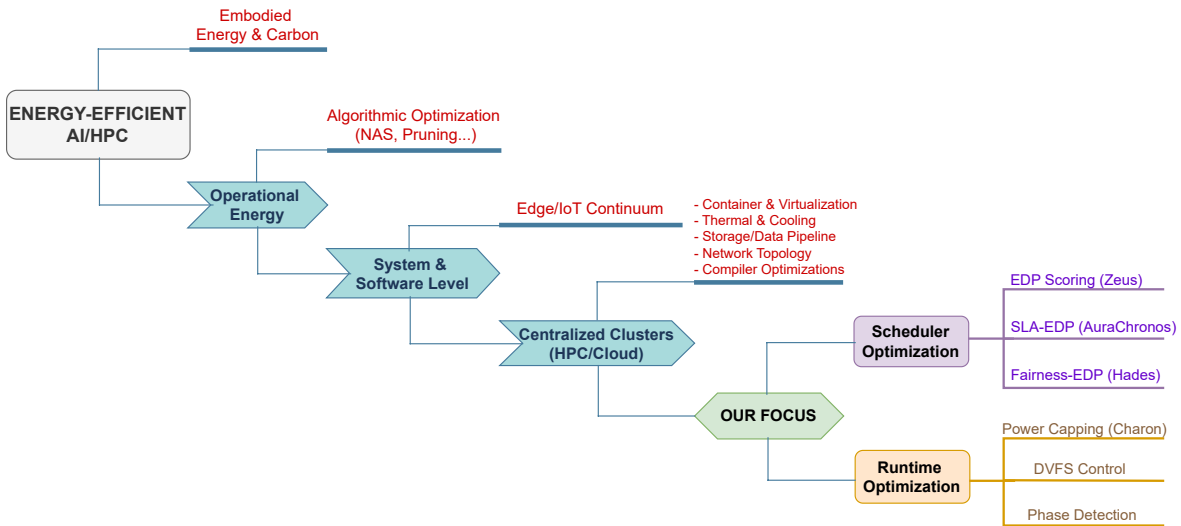 Embodied
Energy & Carbon
ENERGY-EFFICIENT
AI/HPC
Algorithmic Optimization
(NAS, Pruning...)
Operational
Energy
Edge/IoT Continuum
- Container & Virtualization
- Thermal & Cooling
- Storage/Data Pipeline
- Network Topology
- Compiler Optimizations
System &
Software Level
Centralized Clusters
(HPC/Cloud)
OUR FOCUS
Scheduler
Optimization
EDP Scoring (Zeus)
SLA-EDP (AuraChronos)
Fairness-EDP (Hades)
Runtime
Optimization
Power Capping (Charon)
DVFS Control
Phase Detection